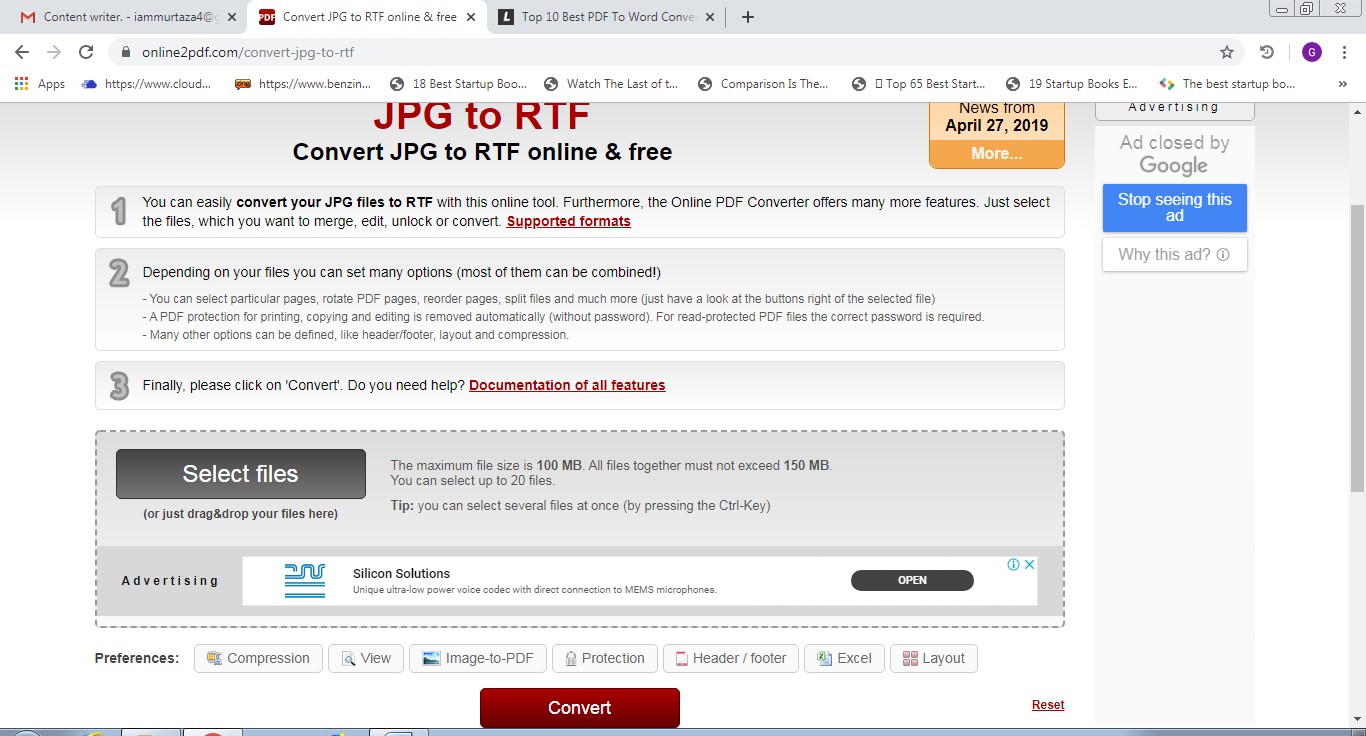 Content writer. - iammurtaza4@g
Convert JPG to RTF online & free
Top 10 Best PDF To Word Conve
online2pdf.com/convert-jpg-to-rtf
G
Apps
https://www.cloud...
https://www.benzin...
18 Best Startup Boo...
Watch The Last of t...
Comparison Is The...
Top 65 Best Start...
19 Startup Books E...
The best startup bo...
»
JPG to RTF
Convert JPG to RTF online & free
News from
April 27, 2019
More...
Advertising
Ad closed by
Google
Stop seeing this
ad
Why this ad?
1
You can easily convert your JPG files to RTF with this online tool. Furthermore, the Online PDF Converter offers many more features. Just select
the files, which you want to merge, edit, unlock or convert. Supported formats
2
Depending on your files you can set many options (most of them can be combined!)
- You can select particular pages, rotate PDF pages, reorder pages, split files and much more (just have a look at the buttons right of the selected file)
- A PDF protection for printing, copying and editing is removed automatically (without password). For read-protected PDF files the correct password is required.
- Many other options can be defined, like header/footer, layout and compression.
3
Finally, please click on 'Convert'. Do you need help? Documentation of all features
Select files
(or just drag&drop your files here)
The maximum file size is 100 MB. All files together must not exceed 150 MB.
You can select up to 20 files.
Tip: you can select several files at once (by pressing the Ctrl-Key)
Advertising
Silicon Solutions
Unique ultra-low power voice codec with direct connection to MEMS microphones.
OPEN
Preferences:
Compression
View
Image-to-PDF
Protection
Header / footer
Excel
Layout
Convert
Reset